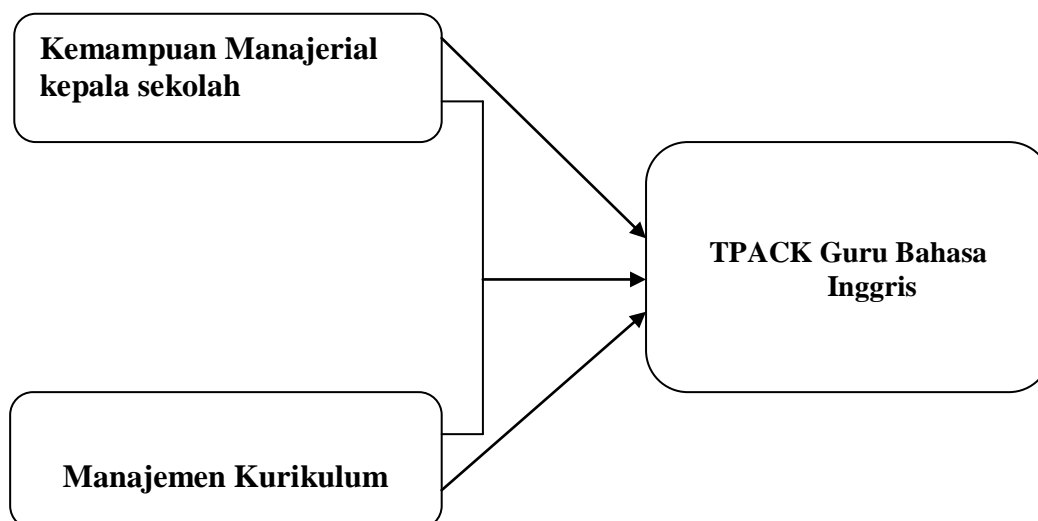 Kemampuan Manajerial
kepala sekolah
TPACK Guru Bahasa
Inggris
Manajemen Kurikulum